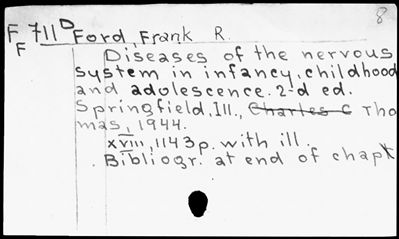 8
F 711 D Ford, Frank R.
F
Diseases of the nervous
system in infancy, childhood
and adolescence. 2-d ed.
Springfield, Ill., Charles C Tho
mas, 1944.
xviii, 1143 p. with ill.
Bibliogr. at end of chapt